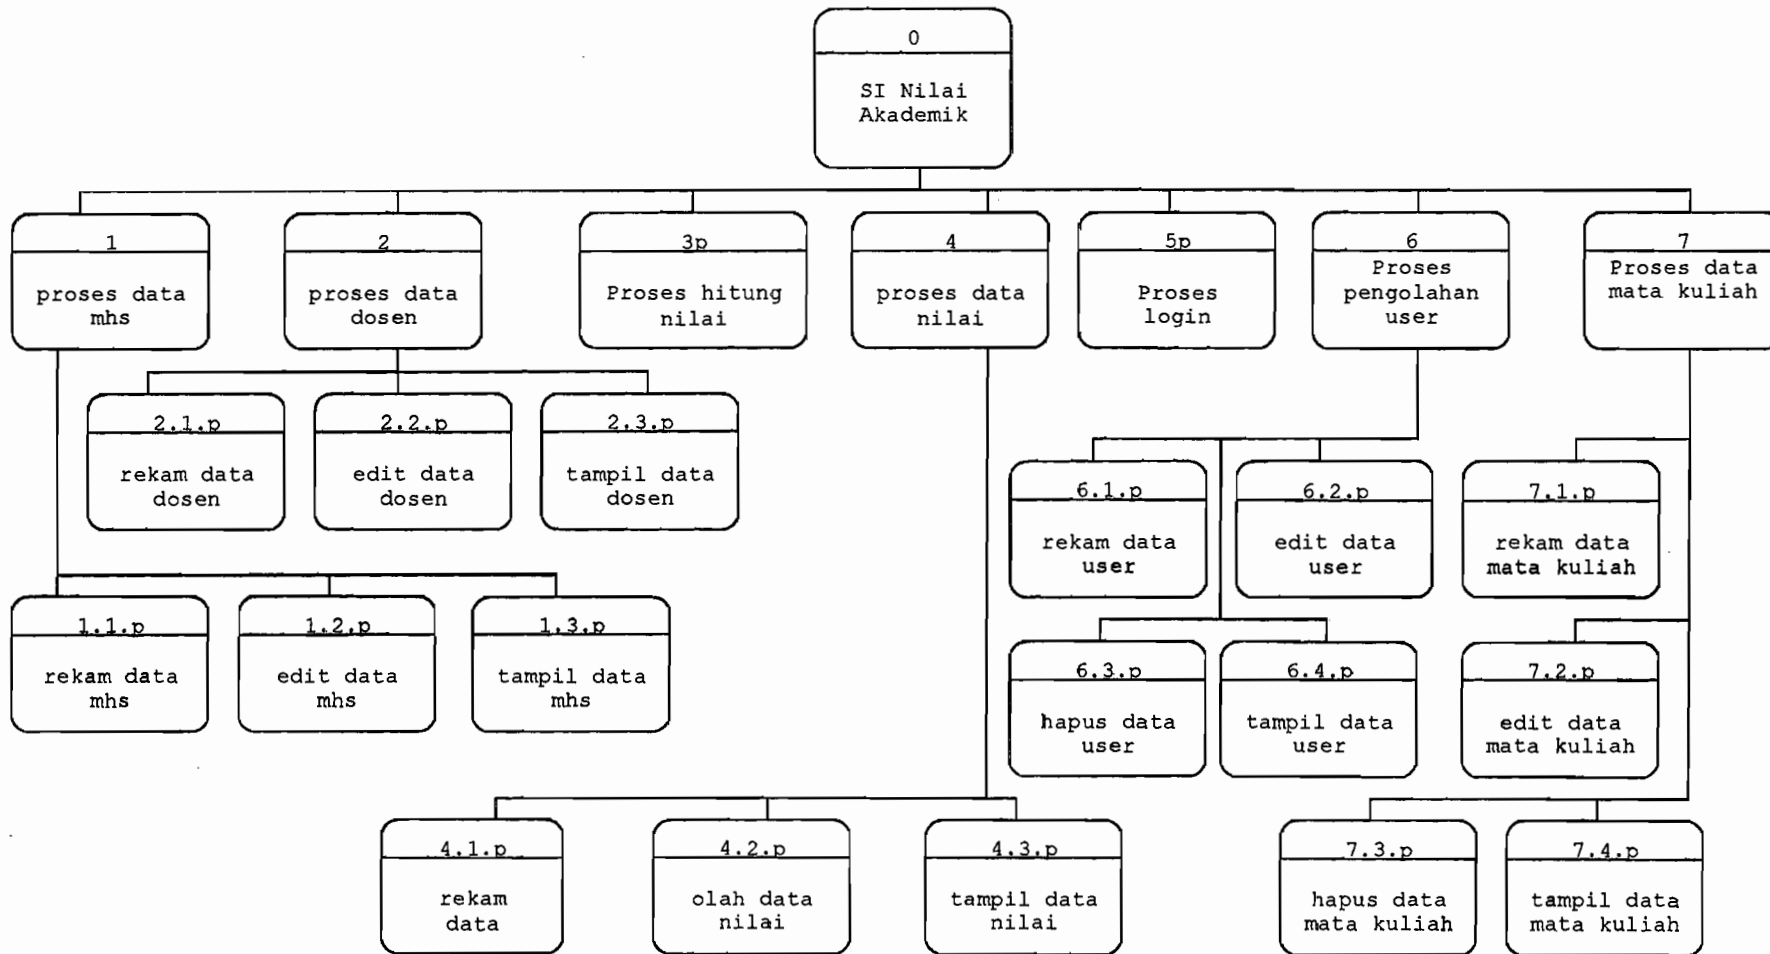 0
SI Nilai
Akademik
1
proses data
mhs
2
proses data
dosen
3p
Proses hitung
nilai
4
proses data
nilai
5p
Proses
login
6
Proses
pengolahan
user
7
Proses data
mata kuliah
2.1.p
rekam data
dosen
2.2.p
edit data
dosen
2.3.p
tampil data
dosen
6.1.p
rekam data
user
6.2.p
edit data
user
7.1.p
rekam data
mata kuliah
1.1.p
rekam data
mhs
1.2.p
edit data
mhs
1.3.p
tampil data
mhs
6.3.p
hapus data
user
6.4.p
tampil data
user
7.2.p
edit data
mata kuliah
4.1.p
rekam
data
4.2.p
olah data
nilai
4.3.p
tampil data
nilai
7.3.p
hapus data
mata kuliah
7.4.p
tampil data
mata kuliah